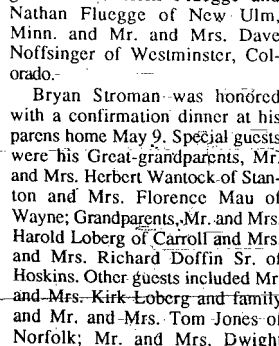 Nathan Fluegge of New Ulm,
Minn. and Mr. and Mrs. Dave
Noffsinger of Westminster, Col-
orado.
Bryan Stroman was honored
with a confirmation dinner at his
parens home May 9. Special guests
were his Great-grandparents, Mr.
and Mrs. Herbert Wantock of Stan-
ton and Mrs. Florence Mau of
Wayne; Grandparents, Mr. and Mrs.
Harold Loberg of Carroll and Mrs.
and Mrs. Richard Doffin Sr. of
Hoskins. Other guests included Mr.
and Mrs. Kirk Loberg and family
and Mr. and Mrs. Tom Jones of
Norfolk; Mr. and Mrs. Dwight